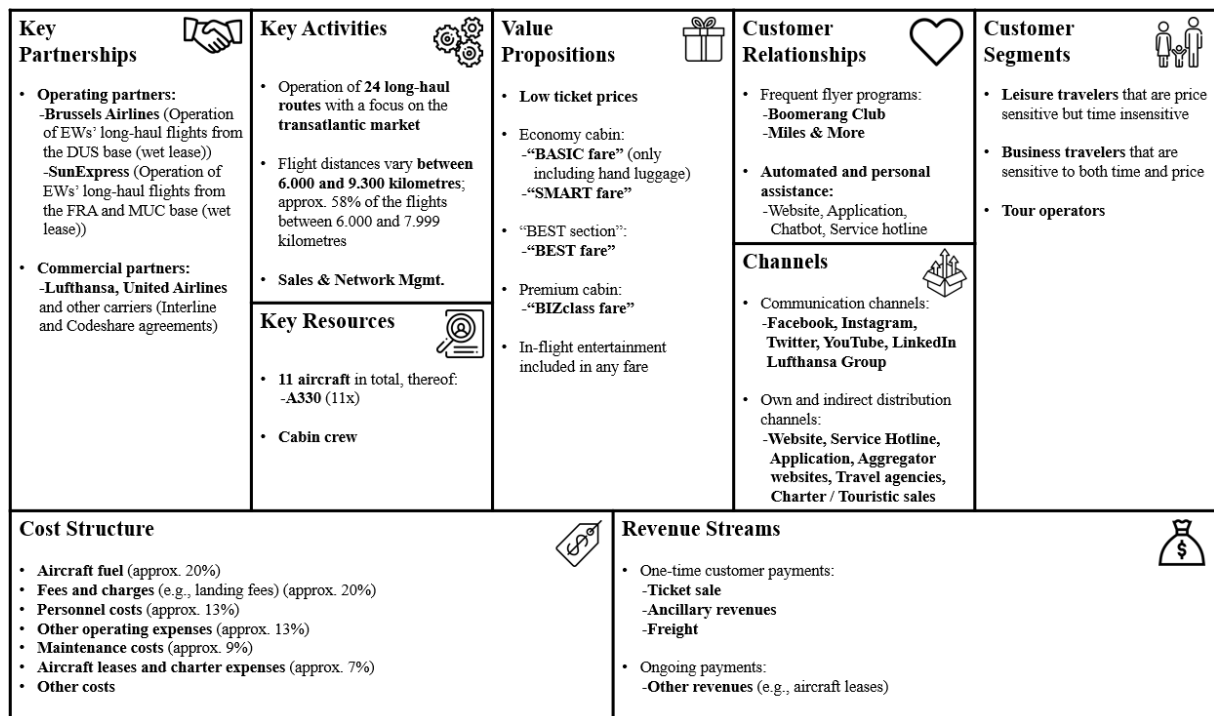 Key
Partnerships
• Operating partners:
-Brussels Airlines (Operation
of EWs’ long-haul flights from
the DUS base (wet lease))
-SunExpress (Operation of
EWs’ long-haul flights from
the FRA and MUC base (wet
lease))
• Commercial partners:
-Lufthansa, United Airlines
and other carriers (Interline
and Codeshare agreements)
Key Activities
• Operation of 24 long-haul
routes with a focus on the
transatlantic market
• Flight distances vary between
6.000 and 9.300 kilometres;
approx. 58% of the flights
between 6.000 and 7.999
kilometres
• Sales & Network Mgmt.
Key Resources
• 11 aircraft in total, thereof:
-A330 (11x)
• Cabin crew
Value
Propositions
• Low ticket prices
• Economy cabin:
-“BASIC fare” (only
including hand luggage)
-“SMART fare”
• “BEST section”:
-“BEST fare”
• Premium cabin:
-“BIZclass fare”
• In-flight entertainment
included in any fare
Customer
Relationships
• Frequent flyer programs:
-Boomerang Club
-Miles & More
• Automated and personal
assistance:
-Website, Application,
Chatbot, Service hotline
Channels
• Communication channels:
-Facebook, Instagram,
Twitter, YouTube, LinkedIn
Lufthansa Group
• Own and indirect distribution
channels:
-Website, Service Hotline,
Application, Aggregator
websites, Travel agencies,
Charter / Touristic sales
Customer
Segments
• Leisure travelers that are price
sensitive but time insensitive
• Business travelers that are
sensitive to both time and price
• Tour operators
Cost Structure
• Aircraft fuel (approx. 20%)
• Fees and charges (e.g., landing fees) (approx. 20%)
• Personnel costs (approx. 13%)
• Other operating expenses (approx. 13%)
• Maintenance costs (approx. 9%)
• Aircraft leases and charter expenses (approx. 7%)
• Other costs
Revenue Streams
• One-time customer payments:
-Ticket sale
-Ancillary revenues
-Freight
• Ongoing payments:
-Other revenues (e.g., aircraft leases)